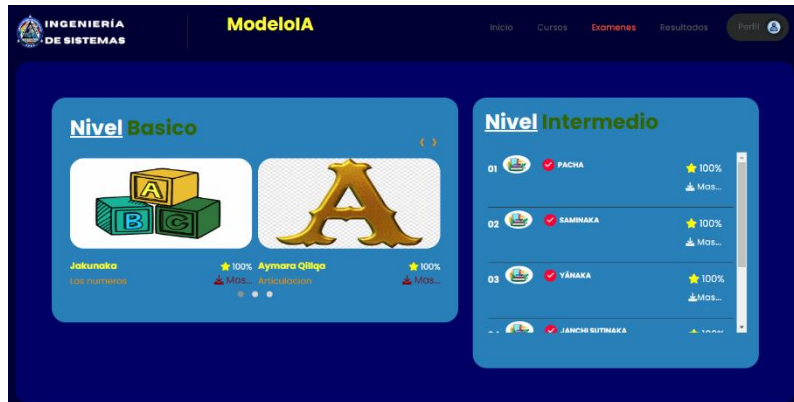 INGENIERÍA
DE SISTEMAS
ModeloIA
Inicio
Cursos
Examenes
Resultados
Perfil
Nivel Basico
‹ ›
A
B
C
A
Jakunaka
100%
Los numeros
Mas...
Aymara Qillqa
100%
Articulacion
Mas...
Nivel Intermedio
01 PACHA
100%
Mas...
02 SAMINAKA
100%
Mas...
03 YÄNAKA
100%
Mas...
JANCHI SUTINAKA